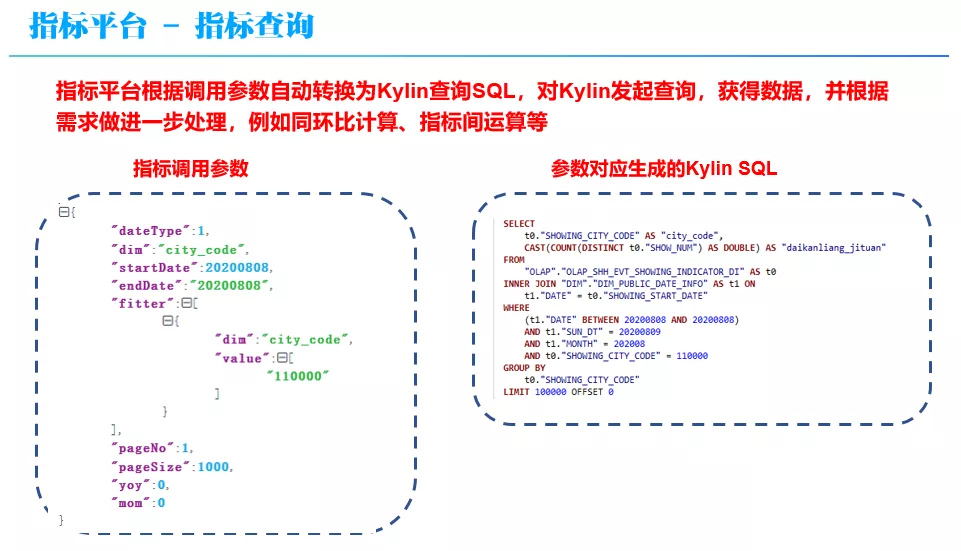 指标平台 - 指标查询
指标平台根据调用参数自动转换为Kylin查询SQL，对Kylin发起查询，获得数据，并根据
需求做进一步处理，例如同环比计算、指标间运算等
指标调用参数
{
"dateType":1,
"dim":"city_code",
"startDate":20200808,
"endDate":"20200808",
"fitter":[
{
"dim":"city_code",
"value":[
"110000"
]
}
],
"pageNo":1,
"pageSize":1000,
"yoy":0,
"mom":0
}
参数对应生成的Kylin SQL
SELECT
t0."SHOWING_CITY_CODE" AS "city_code",
CAST(COUNT(DISTINCT t0."SHOW_NUM") AS DOUBLE) AS "daikanliang_jituan"
FROM
"OLAP"."OLAP_SHH_EVT_SHOWING_INDICATOR_DI" AS t0
INNER JOIN "DIM"."DIM_PUBLIC_DATE_INFO" AS t1 ON
t1."DATE" = t0."SHOWING_START_DATE"
WHERE
(t1."DATE" BETWEEN 20200808 AND 20200808)
AND t1."SUN_DT" = 20200809
AND t1."MONTH" = 202008
AND t0."SHOWING_CITY_CODE" = 110000
GROUP BY
t0."SHOWING_CITY_CODE"
LIMIT 100000 OFFSET 0